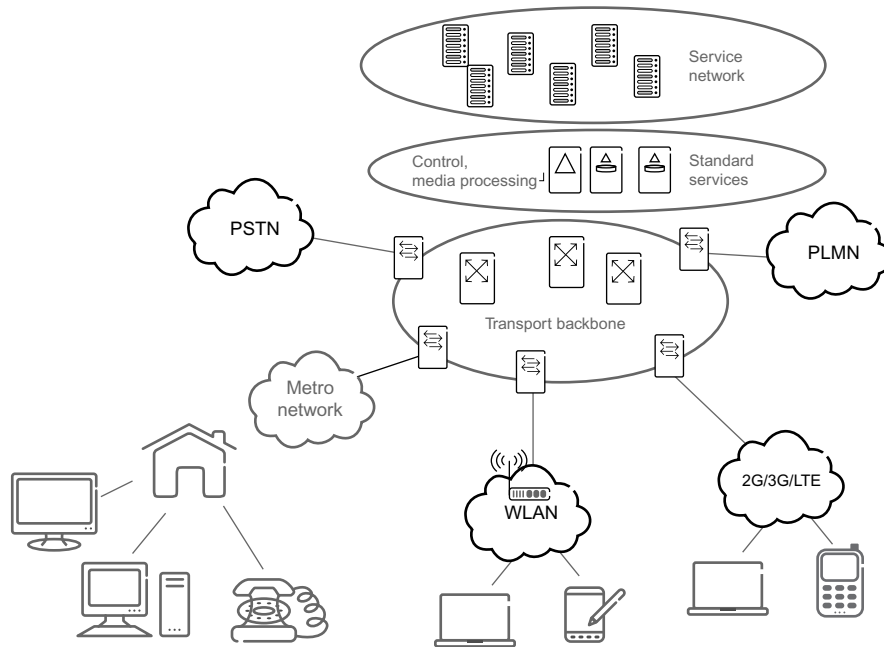 Service
network
Control,
media processing
Standard
services
PSTN
PLMN
Transport backbone
Metro
network
2G/3G/LTE
WLAN